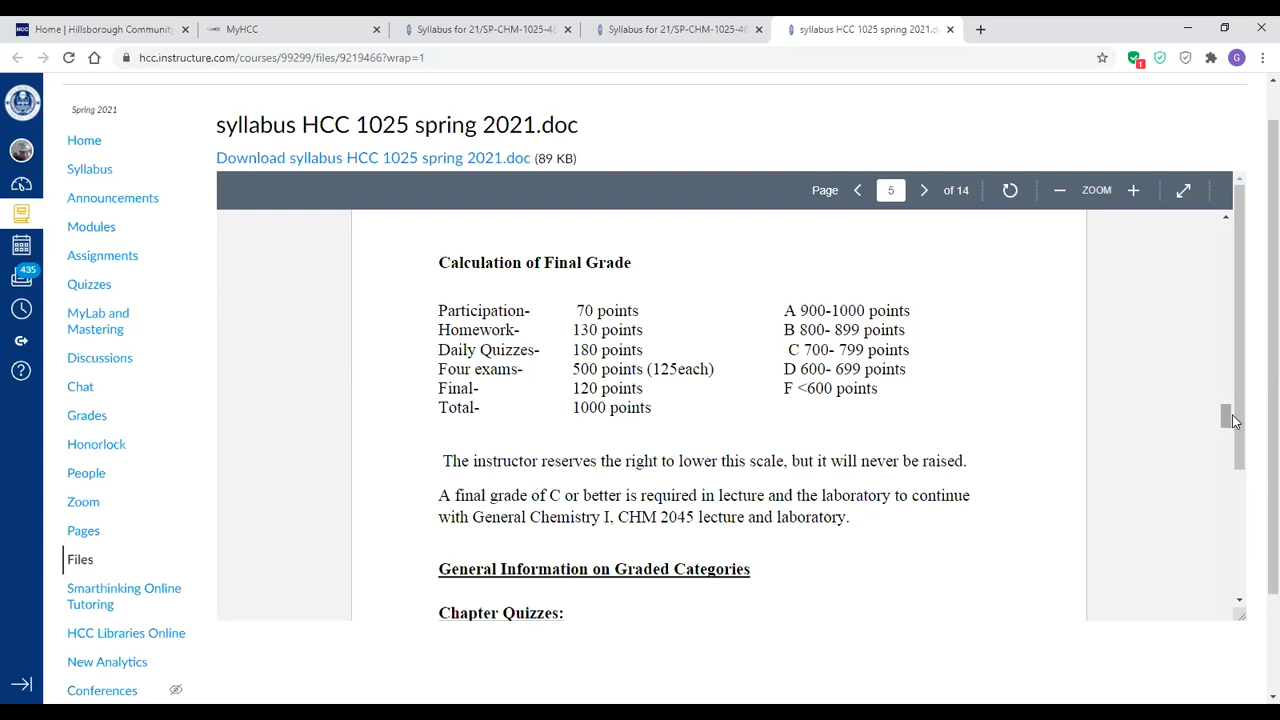 Home | Hillsborough Community
MyHCC
Syllabus for 21/SP-CHM-1025-48
Syllabus for 21/SP-CHM-1025-48
syllabus HCC 1025 spring 2021.d
hcc.instructure.com/courses/99299/files/9219466?wrap=1
1
G
Spring 2021
Home
Syllabus
Announcements
Modules
Assignments
Quizzes
MyLab and
Mastering
Discussions
Chat
Grades
Honorlock
People
Zoom
Pages
Files
Smarthinking Online
Tutoring
HCC Libraries Online
New Analytics
Conferences
435
syllabus HCC 1025 spring 2021.doc
Download syllabus HCC 1025 spring 2021.doc (89 KB)
Page 5 of 14 ZOOM
Calculation of Final Grade
Participation- 70 points A 900-1000 points
Homework- 130 points B 800- 899 points
Daily Quizzes- 180 points C 700- 799 points
Four exams- 500 points (125each) D 600- 699 points
Final- 120 points F <600 points
Total- 1000 points
The instructor reserves the right to lower this scale, but it will never be raised.
A final grade of C or better is required in lecture and the laboratory to continue
with General Chemistry I, CHM 2045 lecture and laboratory.
General Information on Graded Categories
Chapter Quizzes: